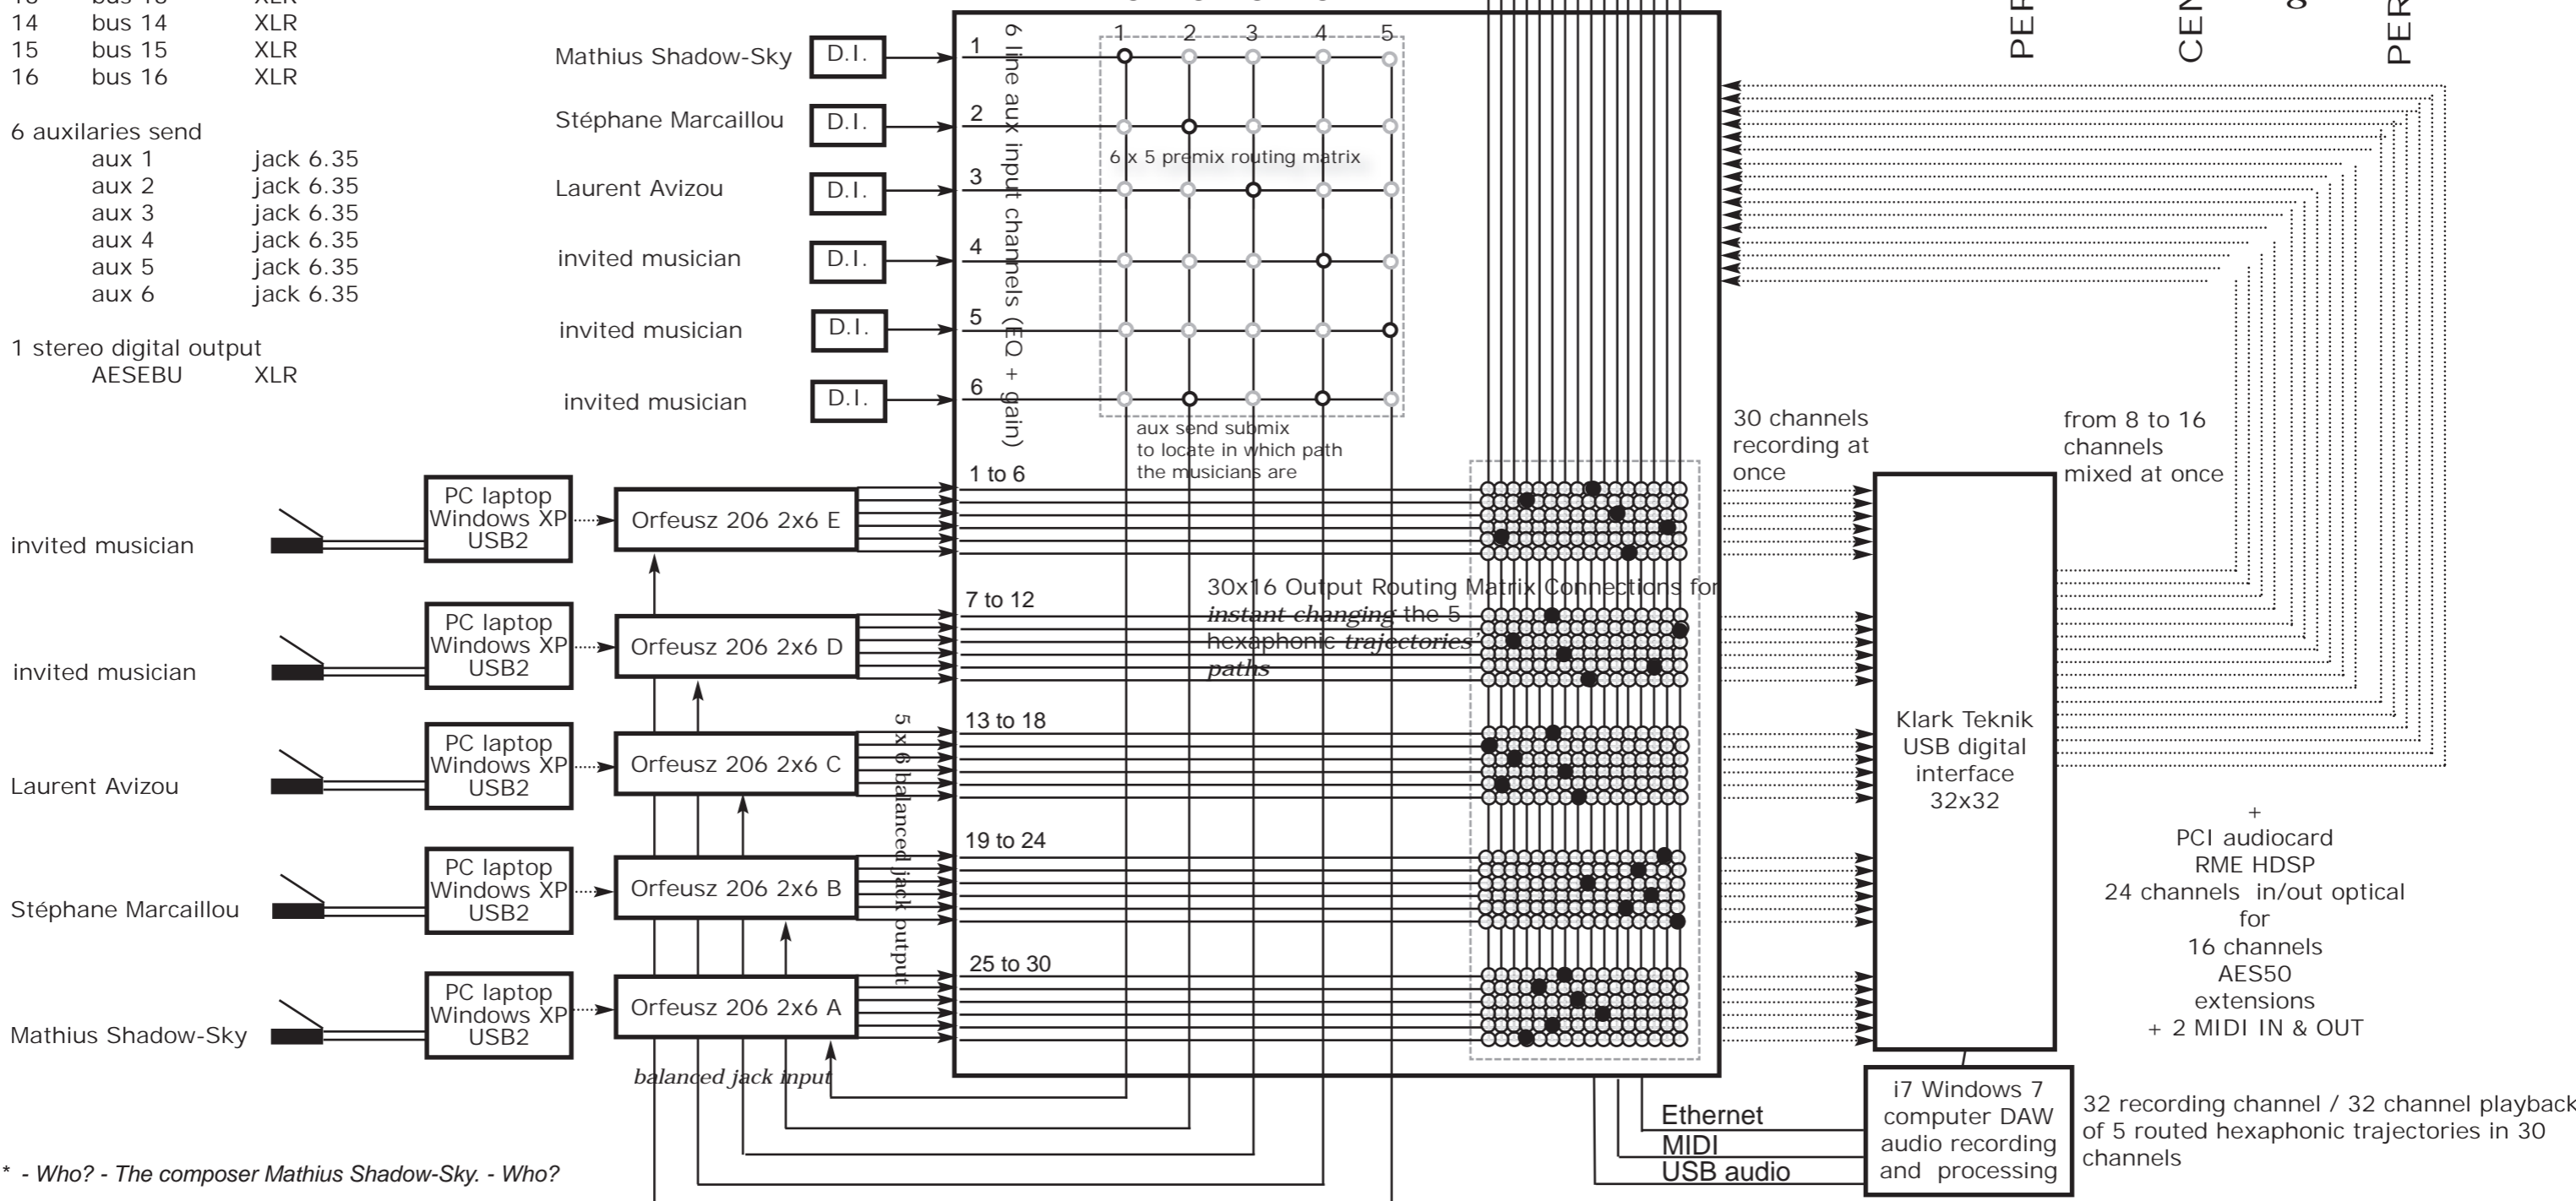 14 bus 14 XLR
15 bus 15 XLR
16 bus 16 XLR
6 auxilaries send
aux 1 jack 6.35
aux 2 jack 6.35
aux 3 jack 6.35
aux 4 jack 6.35
aux 5 jack 6.35
aux 6 jack 6.35
1 stereo digital output
AESEBU XLR
Mathius Shadow-Sky D.I. 1
Stéphane Marcaillou D.I. 2
Laurent Avizou D.I. 3
invited musician D.I. 4
invited musician D.I. 5
invited musician D.I. 6
6 line aux input channels (EQ + gain)
1 2 3 4 5
6 x 5 premix routing matrix
aux send submix
to locate in which path
the musicians are
PER
CEN
PER
invited musician
PC laptop
Windows XP
USB2
Orfeusz 206 2x6 E
1 to 6
invited musician
PC laptop
Windows XP
USB2
Orfeusz 206 2x6 D
7 to 12
Laurent Avizou
PC laptop
Windows XP
USB2
Orfeusz 206 2x6 C
13 to 18
Stéphane Marcaillou
PC laptop
Windows XP
USB2
Orfeusz 206 2x6 B
19 to 24
Mathius Shadow-Sky
PC laptop
Windows XP
USB2
Orfeusz 206 2x6 A
25 to 30
5 x 6 balanced jack output
balanced jack input
30x16 Output Routing Matrix Connections for
instant changing the 5
hexaphonic trajectories'
paths
30 channels
recording at
once
from 8 to 16
channels
mixed at once
Klark Teknik
USB digital
interface
32x32
+
PCI audiocard
RME HDSP
24 channels in/out optical
for
16 channels
AES50
extensions
+ 2 MIDI IN & OUT
Ethernet
MIDI
USB audio
i7 Windows 7
computer DAW
audio recording
and processing
32 recording channel / 32 channel playback
of 5 routed hexaphonic trajectories in 30
channels
* - Who? - The composer Mathius Shadow-Sky. - Who?